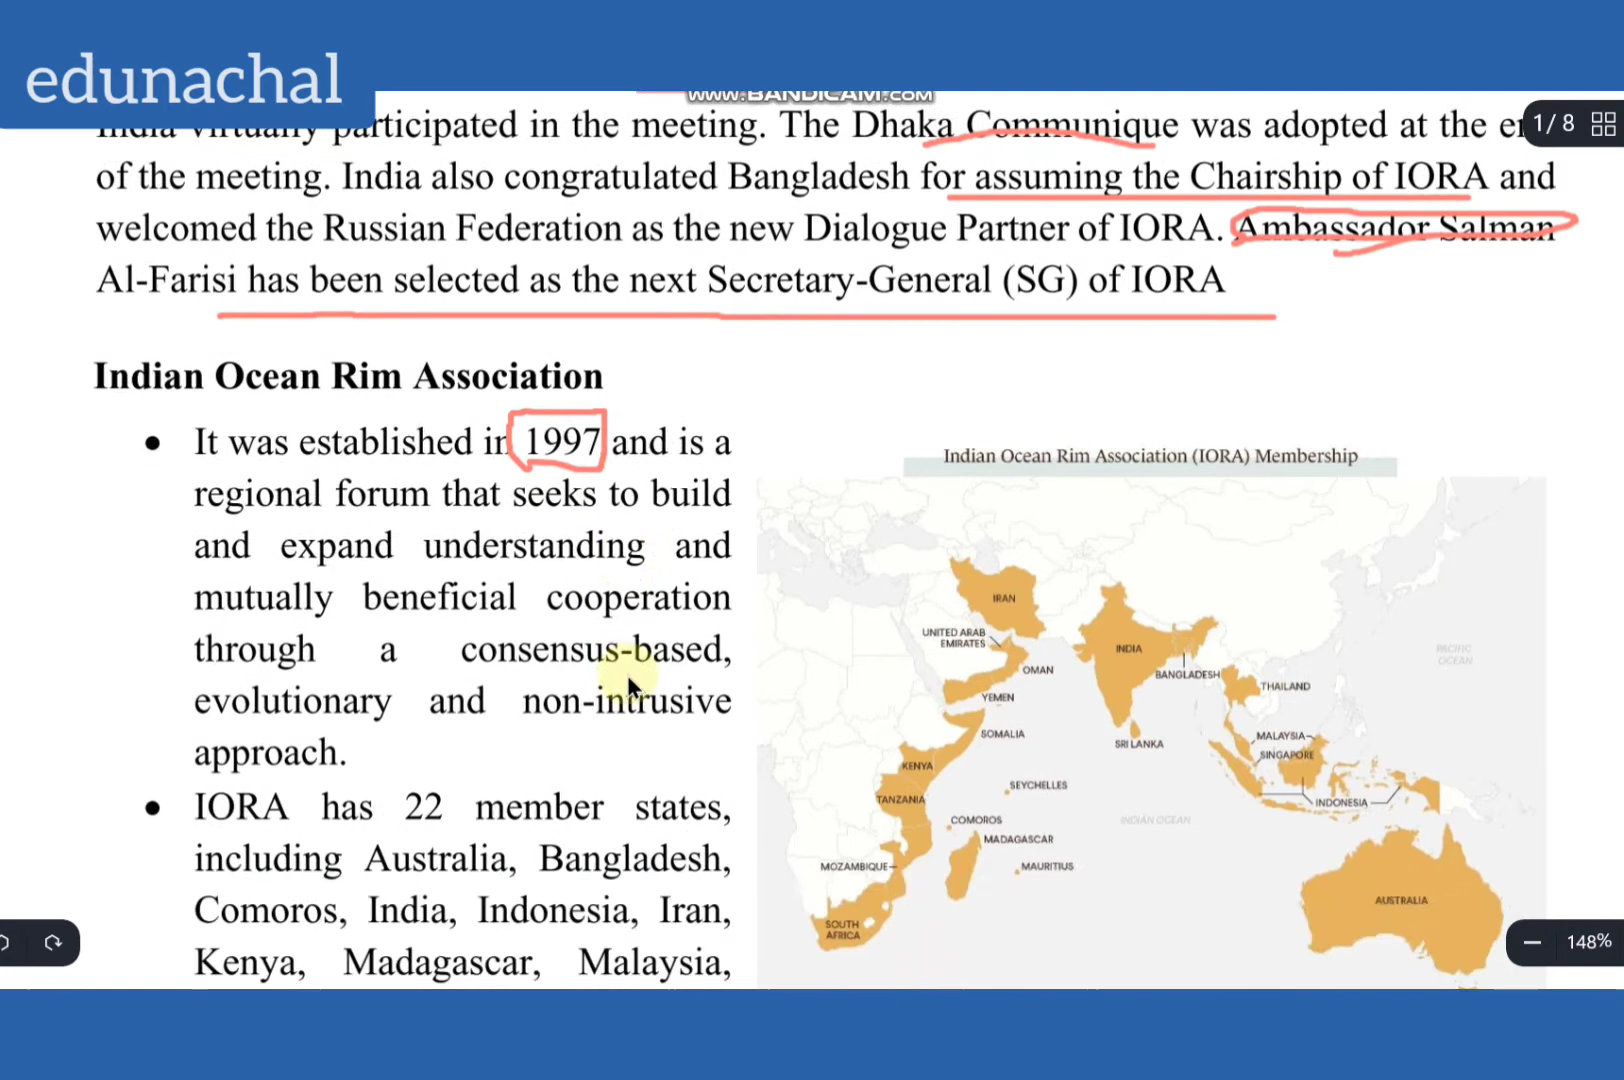 edunachal
www.BANDICAM.COM
India virtually participated in the meeting. The Dhaka Communique was adopted at the
1/8
of the meeting. India also congratulated Bangladesh for assuming the Chairship of IORA and
welcomed the Russian Federation as the new Dialogue Partner of IORA. Ambassador Salman
Al-Farisi has been selected as the next Secretary-General (SG) of IORA
Indian Ocean Rim Association
• It was established in 1997 and is a
regional forum that seeks to build
and expand understanding and
mutually beneficial cooperation
through a consensus-based,
evolutionary and non-intrusive
approach.
• IORA has 22 member states,
including Australia, Bangladesh,
Comoros, India, Indonesia, Iran,
Kenya, Madagascar, Malaysia,
Indian Ocean Rim Association (IORA) Membership
IRAN
UNITED ARAB
EMIRATES
OMAN
YEMEN
INDIA
BANGLADESH
THAILAND
PACIFIC
OCEAN
SOMALIA
SRI LANKA
MALAYSIA
SINGAPORE
KENYA
SEYCHELLES
TANZANIA
INDONESIA
COMOROS
INDIAN OCEAN
MADAGASCAR
MOZAMBIQUE
MAURITIUS
AUSTRALIA
SOUTH
AFRICA
148%